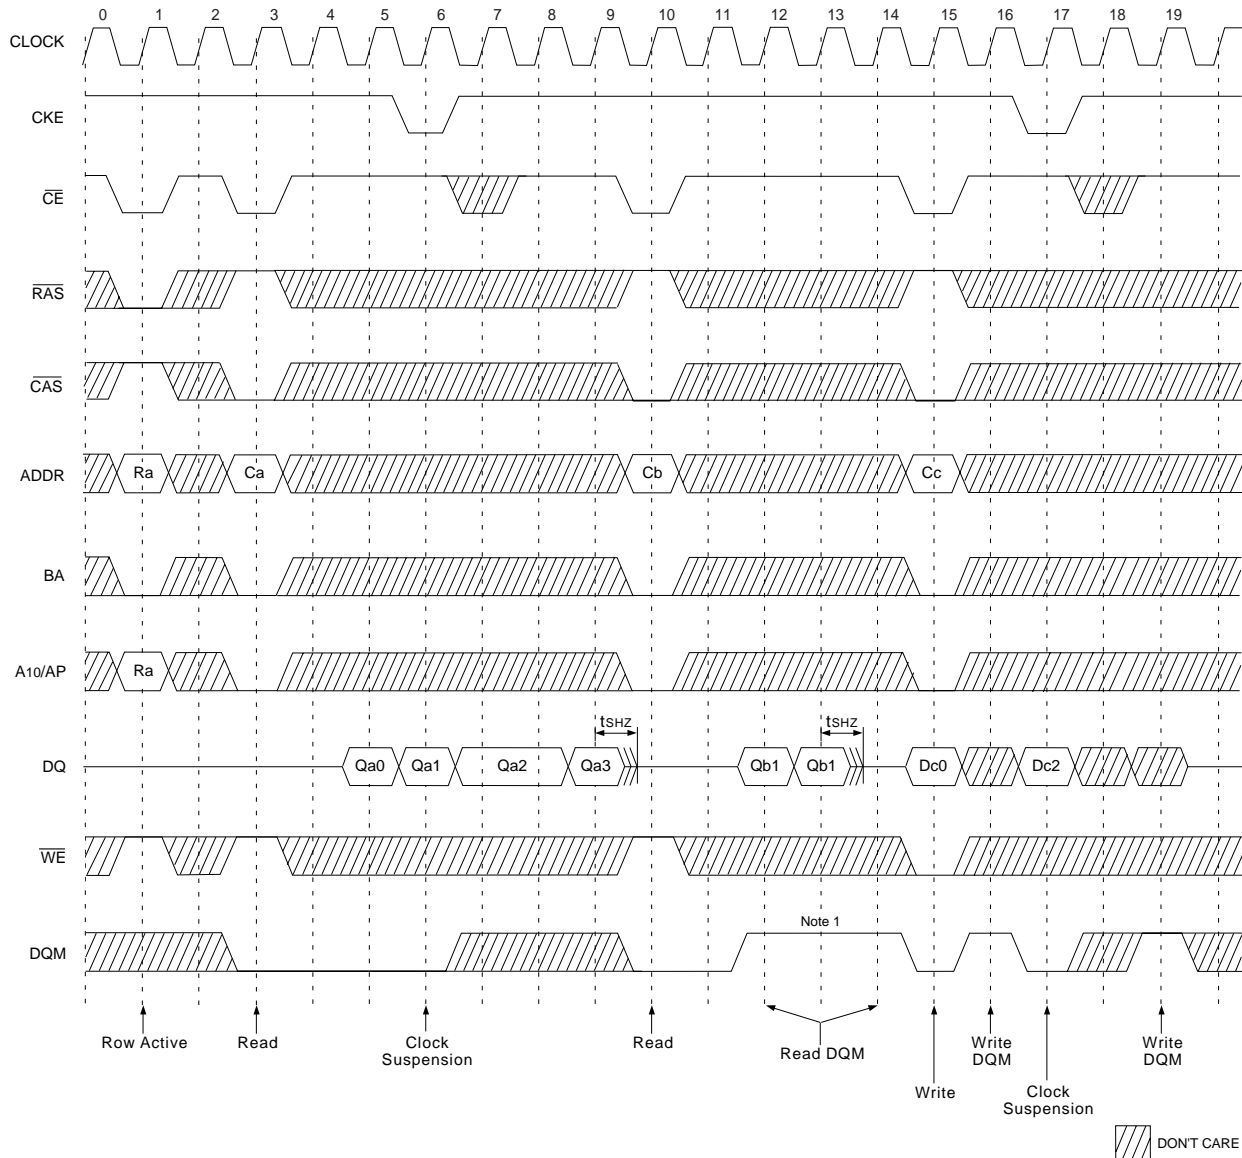 0 1 2 3 4 5 6 7 8 9 10 11 12 13 14 15 16 17 18 19
CLOCK
CKE
CE
RAS
CAS
ADDR Ra Ca Cb Cc
BA
A10/AP Ra
tSHZ tSHZ
DQ Qa0 Qa1 Qa2 Qa3 Qb1 Qb1 Dc0 Dc2
WE
Note 1
DQM
Row Active Read Clock Suspension Read Read DQM Write DQM Write DQM
Write Clock Suspension
DON'T CARE